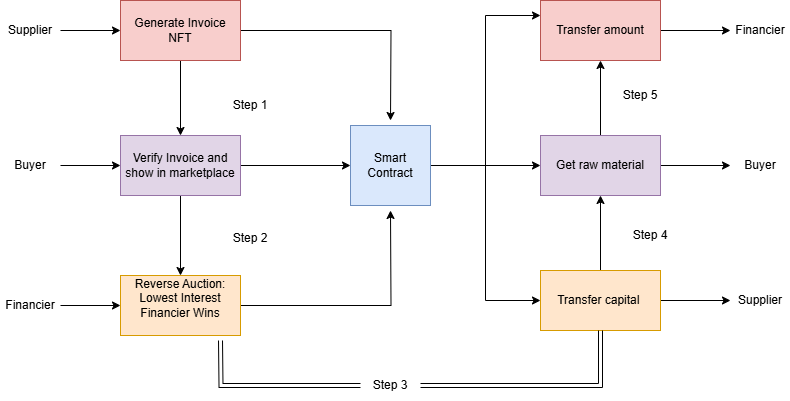 Supplier
Generate Invoice
NFT
Transfer amount
Financier
Step 1
Step 5
Buyer
Verify Invoice and
show in marketplace
Smart
Contract
Get raw material
Buyer
Step 2
Step 4
Financier
Reverse Auction:
Lowest Interest
Financier Wins
Transfer capital
Supplier
Step 3